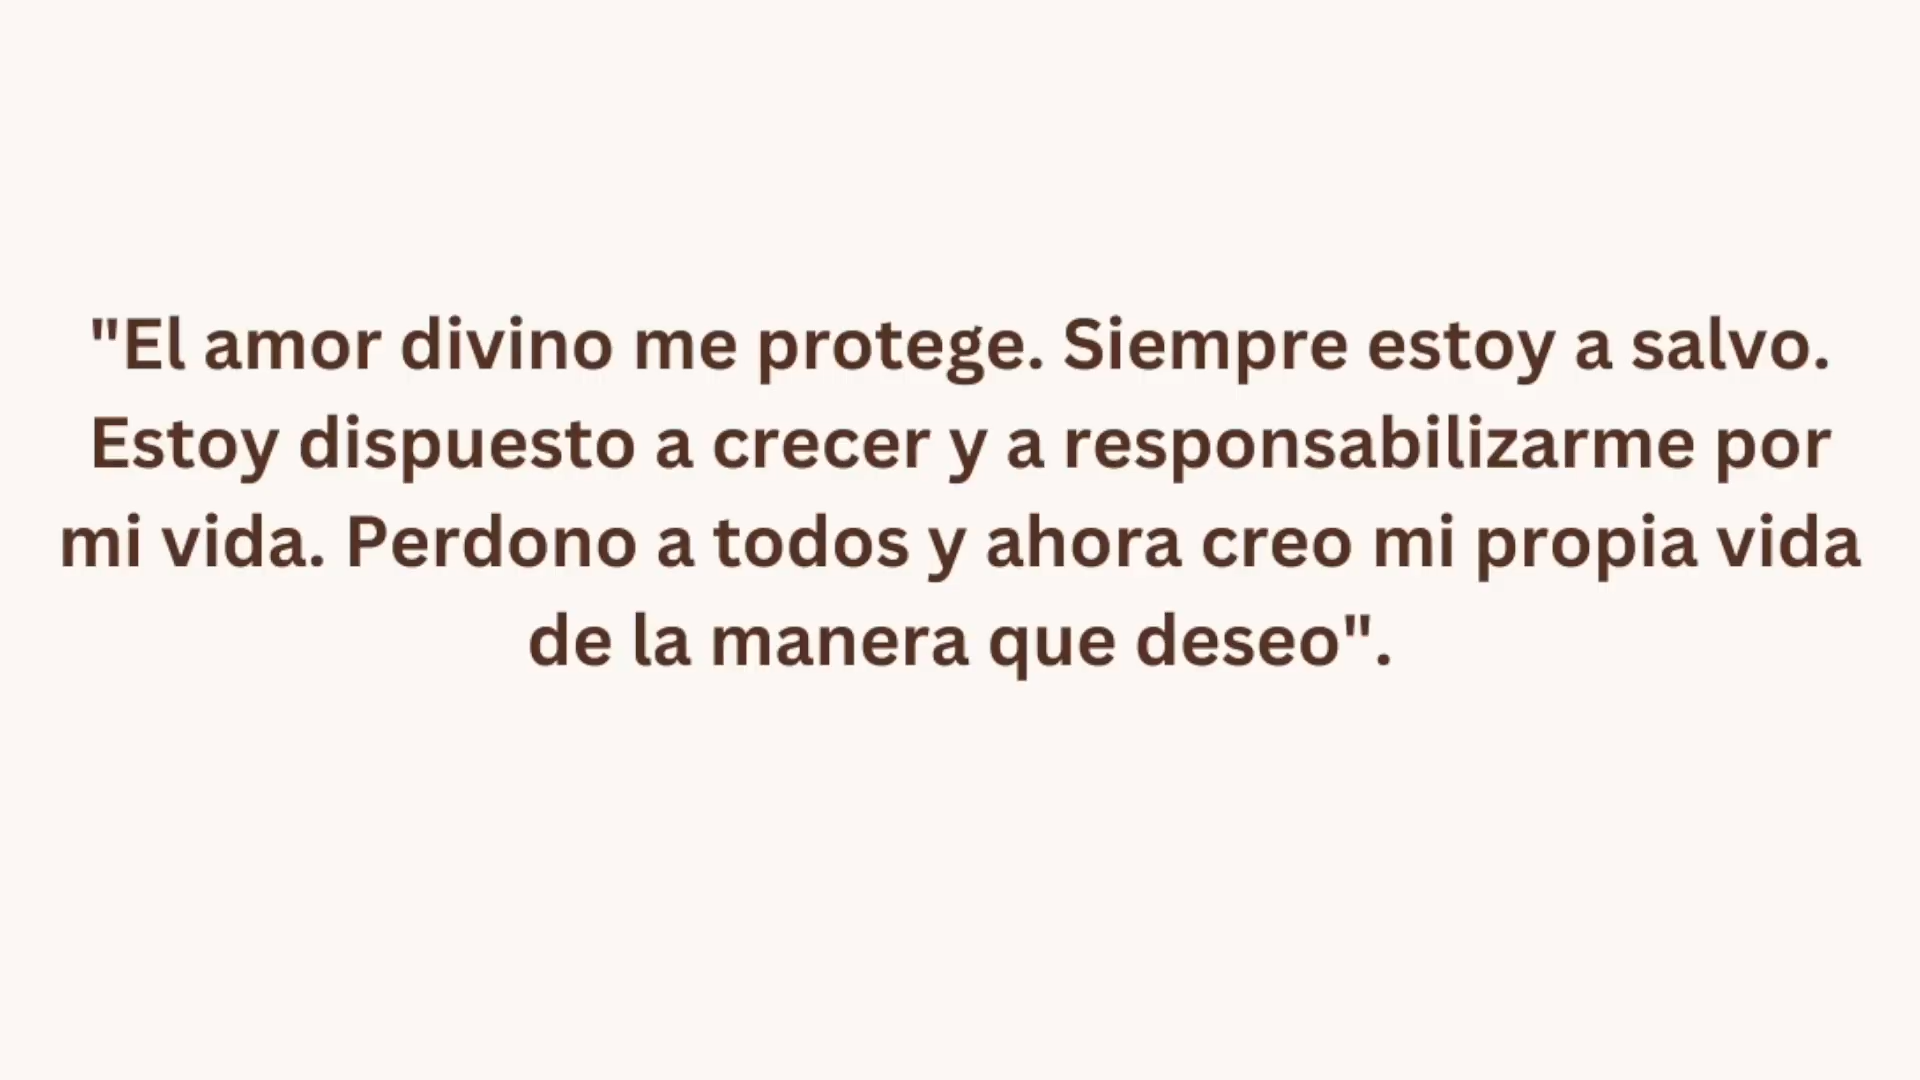 "El amor divino me protege. Siempre estoy a salvo.
Estoy dispuesto a crecer y a responsabilizarme por
mi vida. Perdono a todos y ahora creo mi propia vida
de la manera que deseo".